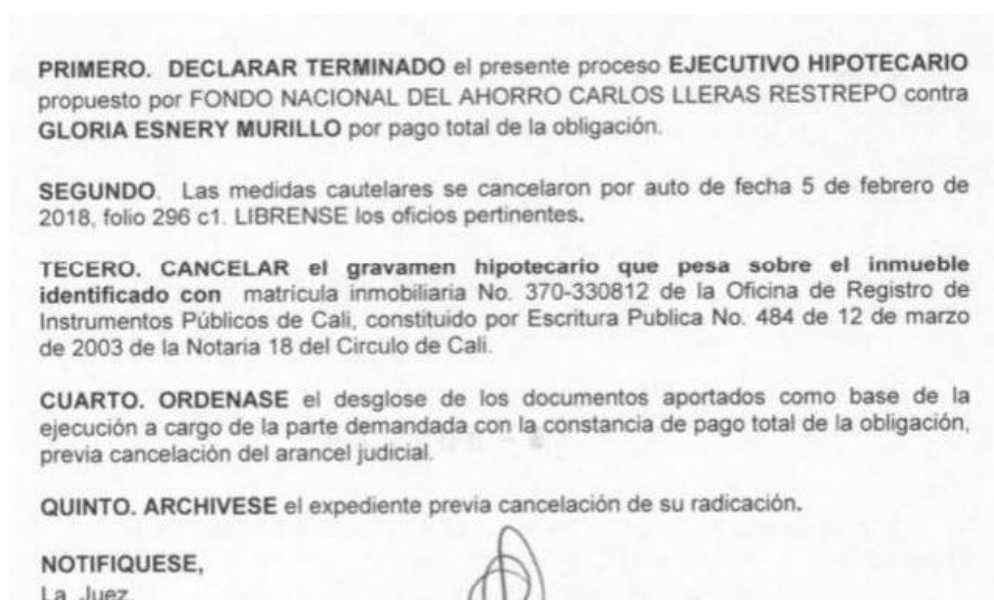 PRIMERO. DECLARAR TERMINADO el presente proceso EJECUTIVO HIPOTECARIO
propuesto por FONDO NACIONAL DEL AHORRO CARLOS LLERAS RESTREPO contra
GLORIA ESNERY MURILLO por pago total de la obligación.
SEGUNDO. Las medidas cautelares se cancelaron por auto de fecha 5 de febrero de
2018, folio 296 c1. LIBRENSE los oficios pertinentes.
TECERO. CANCELAR el gravamen hipotecario que pesa sobre el inmueble
identificado con matrícula inmobiliaria No. 370-330812 de la Oficina de Registro de
Instrumentos Públicos de Cali, constituido por Escritura Publica No. 484 de 12 de marzo
de 2003 de la Notaria 18 del Circulo de Cali.
CUARTO. ORDENASE el desglose de los documentos aportados como base de la
ejecución a cargo de la parte demandada con la constancia de pago total de la obligación,
previa cancelación del arancel judicial.
QUINTO. ARCHIVESE el expediente previa cancelación de su radicación.
NOTIFIQUESE,
La Juez,